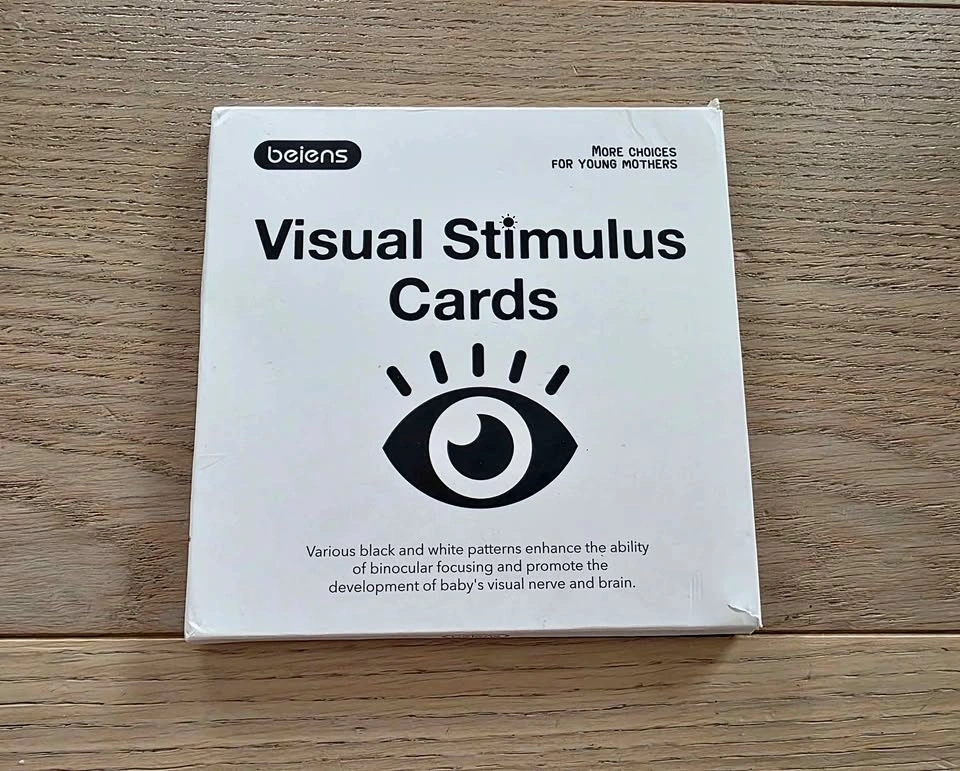 beiens
More choices
for young mothers
Visual Stimulus
Cards
Various black and white patterns enhance the ability
of binocular focusing and promote the
development of baby's visual nerve and brain.